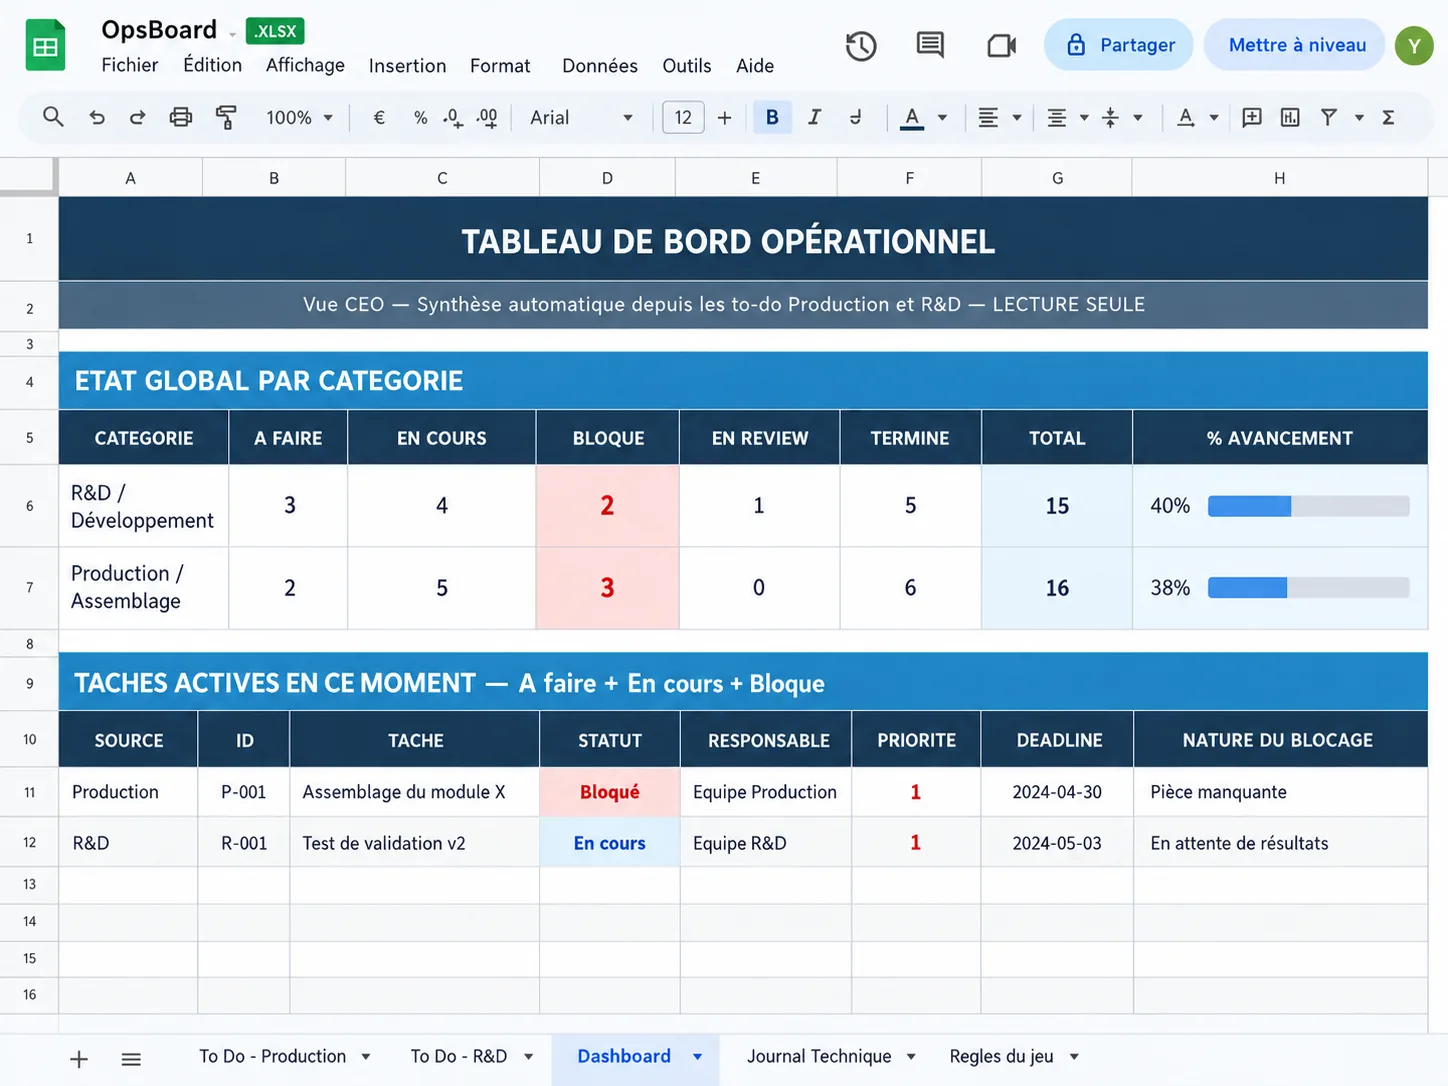 OpsBoard .XLSX
Fichier Édition Affichage Insertion Format Données Outils Aide
Partager
Mettre à niveau
Y
100% € % .0 .00 Arial 12 + B I A A Σ
A B C D E F G H
1 TABLEAU DE BORD OPÉRATIONNEL
2 Vue CEO — Synthèse automatique depuis les to-do Production et R&D — LECTURE SEULE
3
4 ETAT GLOBAL PAR CATEGORIE
5 CATEGORIE A FAIRE EN COURS BLOQUE EN REVIEW TERMINE TOTAL % AVANCEMENT
6 R&D /
Développement 3 4 2 1 5 15 40%
7 Production /
Assemblage 2 5 3 0 6 16 38%
8
9 TACHES ACTIVES EN CE MOMENT — A faire + En cours + Bloque
10 SOURCE ID TACHE STATUT RESPONSABLE PRIORITE DEADLINE NATURE DU BLOCAGE
11 Production P-001 Assemblage du module X Bloqué Equipe Production 1 2024-04-30 Pièce manquante
12 R&D R-001 Test de validation v2 En cours Equipe R&D 1 2024-05-03 En attente de résultats
13
14
15
16
To Do - Production To Do - R&D Dashboard Journal Technique Regles du jeu